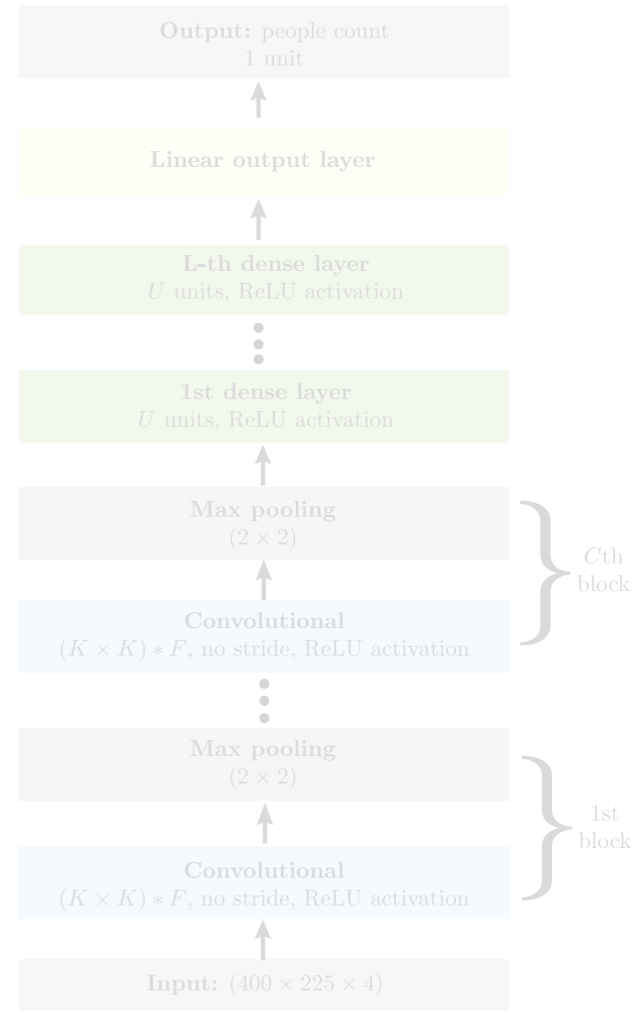 Output: people count
1 unit
Linear output layer
L-th dense layer
U units, ReLU activation
1st dense layer
U units, ReLU activation
Max pooling
(2 × 2)
Cth
block
Convolutional
(K × K) ∗ F, no stride, ReLU activation
Max pooling
(2 × 2)
1st
block
Convolutional
(K × K) ∗ F, no stride, ReLU activation
Input: (400 × 225 × 4)